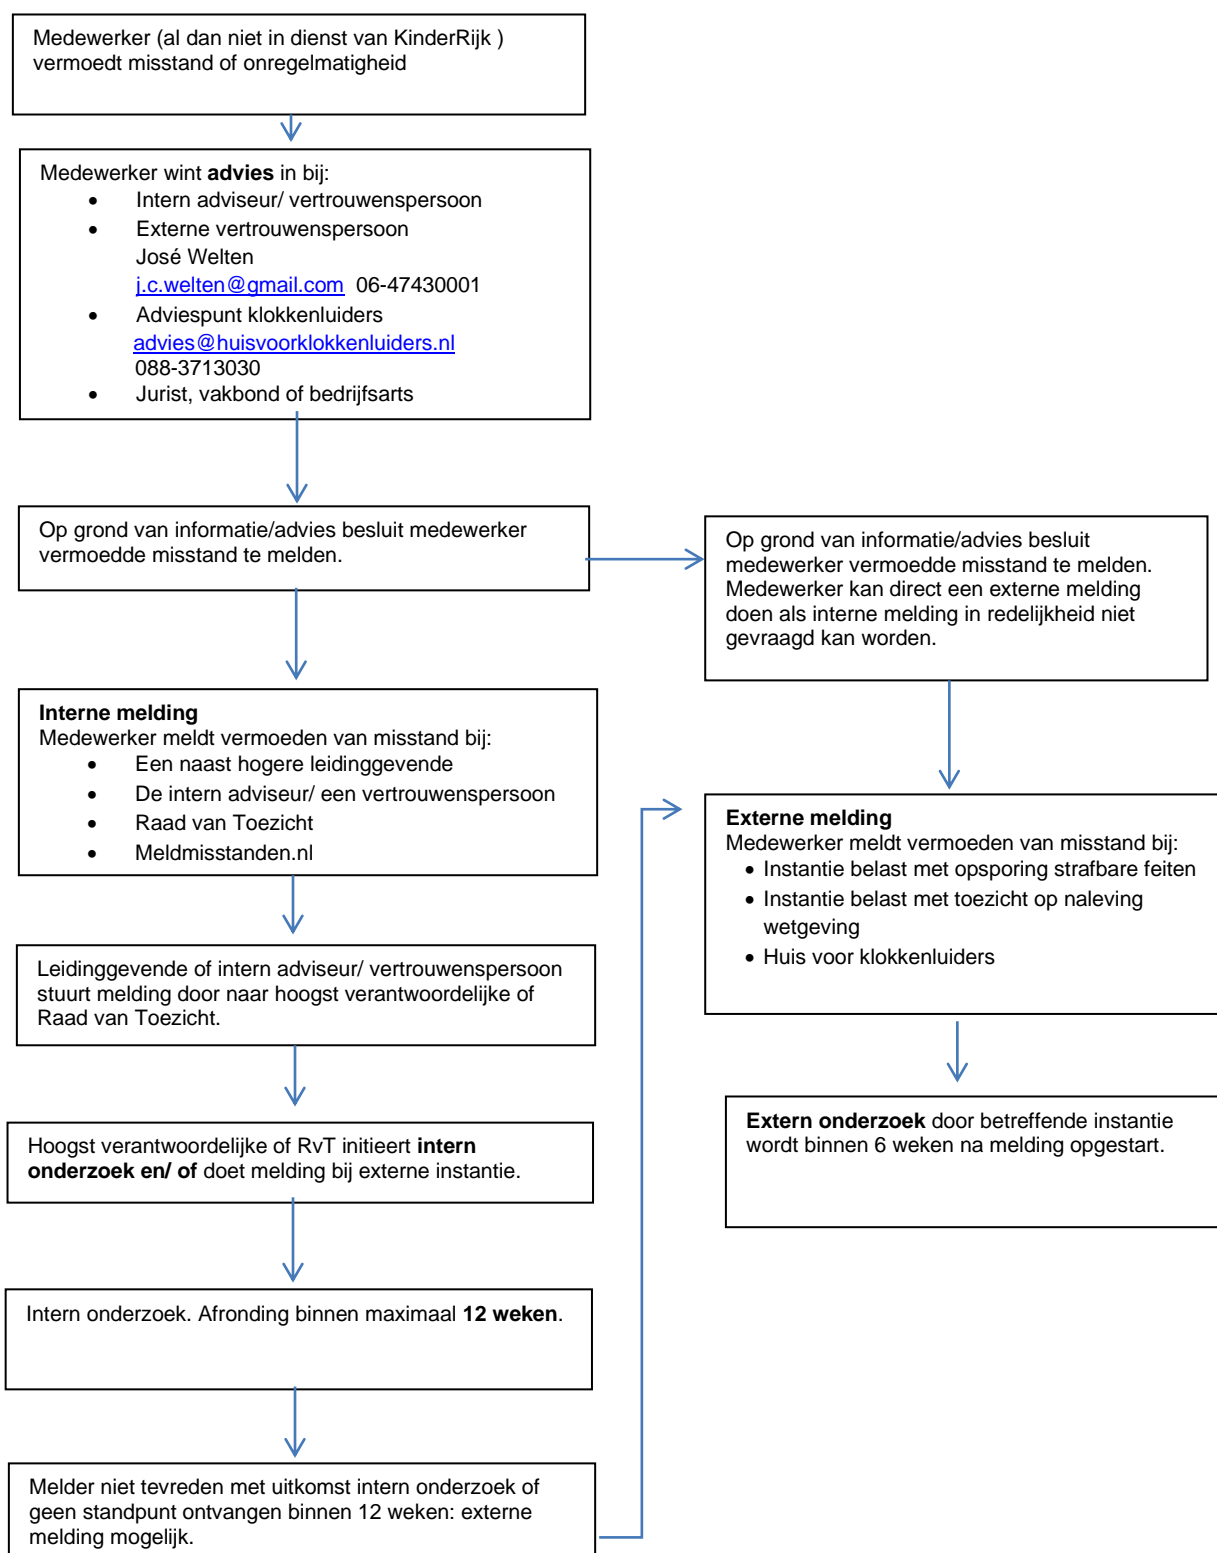 Medewerker (al dan niet in dienst van KinderRijk )
vermoedt misstand of onregelmatigheid
Medewerker wint advies in bij:
• Intern adviseur/ vertrouwenspersoon
• Externe vertrouwenspersoon
José Welten
j.c.welten@gmail.com 06-47430001
• Adviespunt klokkenluiders
advies@huisvoorklokkenluiders.nl
088-3713030
• Jurist, vakbond of bedrijfsarts
Op grond van informatie/advies besluit medewerker
vermoedde misstand te melden.
Op grond van informatie/advies besluit
medewerker vermoedde misstand te melden.
Medewerker kan direct een externe melding
doen als interne melding in redelijkheid niet
gevraagd kan worden.
Interne melding
Medewerker meldt vermoeden van misstand bij:
• Een naast hogere leidinggevende
• De intern adviseur/ een vertrouwenspersoon
• Raad van Toezicht
• Meldmisstanden.nl
Externe melding
Medewerker meldt vermoeden van misstand bij:
• Instantie belast met opsporing strafbare feiten
• Instantie belast met toezicht op naleving
wetgeving
• Huis voor klokkenluiders
Leidinggevende of intern adviseur/ vertrouwenspersoon
stuurt melding door naar hoogst verantwoordelijke of
Raad van Toezicht.
Extern onderzoek door betreffende instantie
wordt binnen 6 weken na melding opgestart.
Hoogst verantwoordelijke of RvT initieert intern
onderzoek en/ of doet melding bij externe instantie.
Intern onderzoek. Afronding binnen maximaal 12 weken.
Melder niet tevreden met uitkomst intern onderzoek of
geen standpunt ontvangen binnen 12 weken: externe
melding mogelijk.